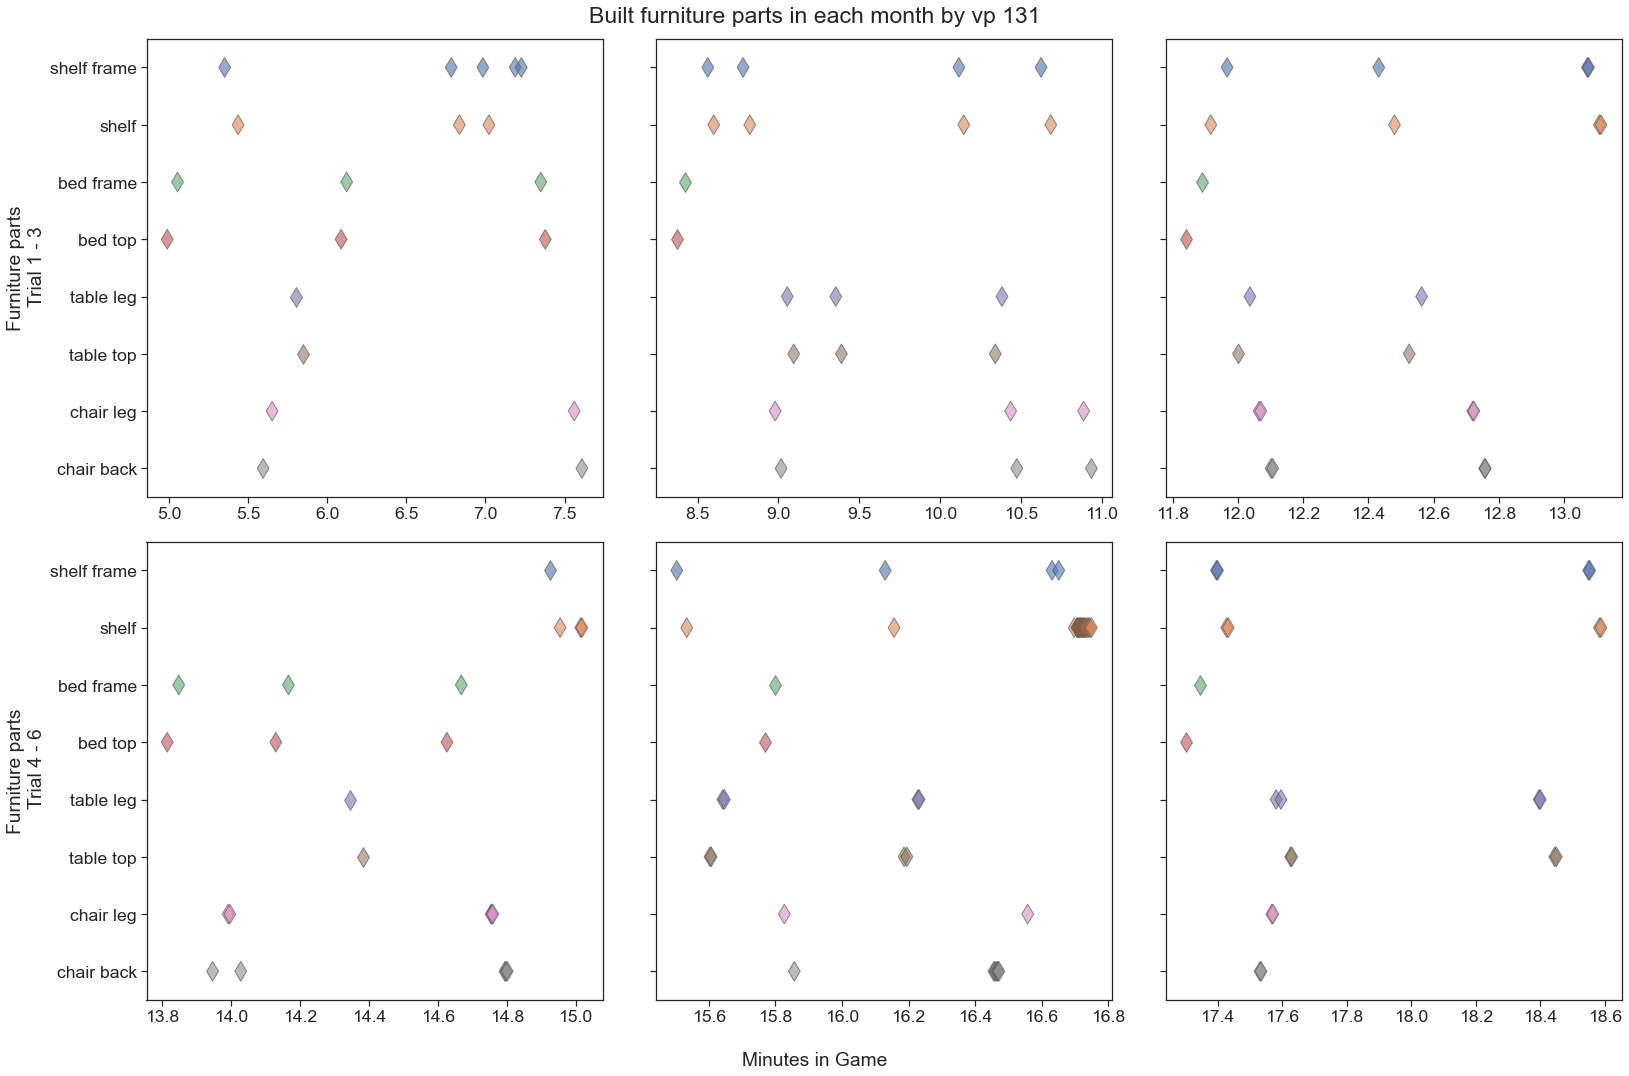 Built furniture parts in each month by vp 131
Furniture parts
Trial 1 - 3
shelf frame
shelf
bed frame
bed top
table leg
table top
chair leg
chair back
5.0 5.5 6.0 6.5 7.0 7.5
8.5 9.0 9.5 10.0 10.5 11.0
11.8 12.0 12.2 12.4 12.6 12.8 13.0
Furniture parts
Trial 4 - 6
shelf frame
shelf
bed frame
bed top
table leg
table top
chair leg
chair back
13.8 14.0 14.2 14.4 14.6 14.8 15.0
15.6 15.8 16.0 16.2 16.4 16.6 16.8
17.4 17.6 17.8 18.0 18.2 18.4 18.6
Minutes in Game